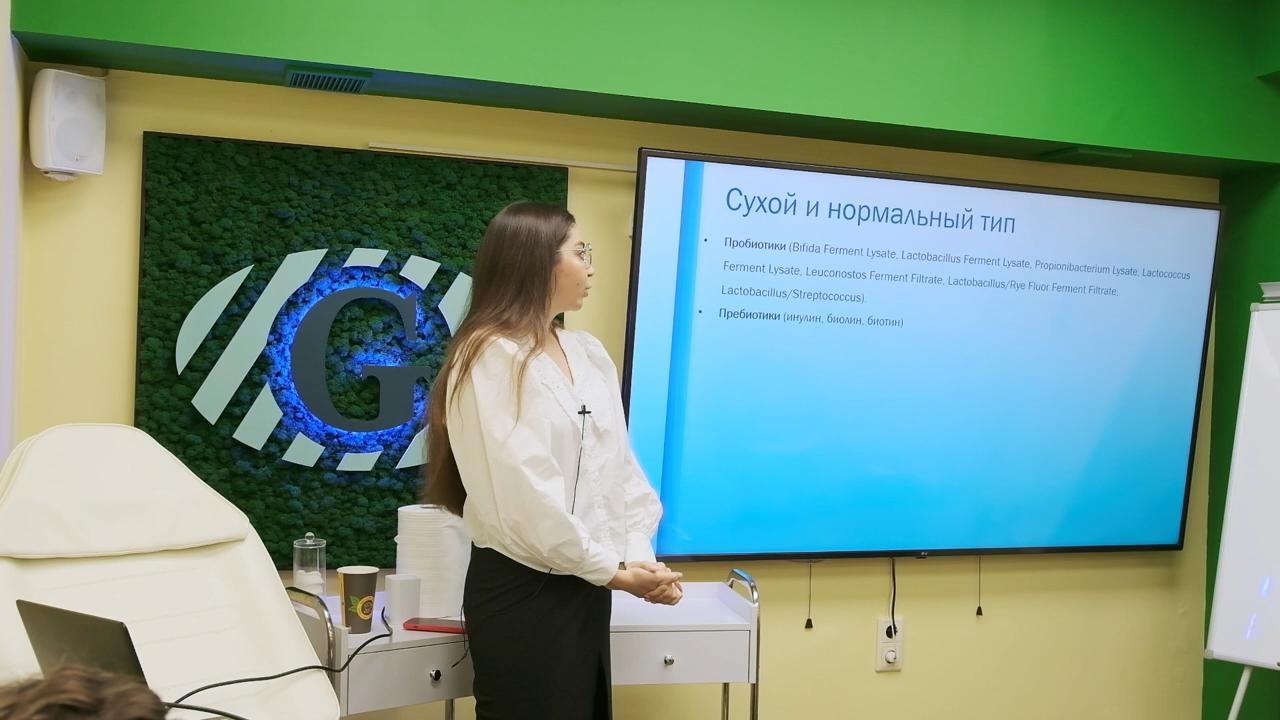 G
Сухой и нормальный тип
• Пробиотики (Bifida Ferment Lysate, Lactobacillus Ferment Lysate, Propionibacterium Lysate, Lactococcus
Ferment Lysate, Leuconostos Ferment Filtrate, Lactobacillus/Rye Fluor Ferment Filtrate,
Lactobacillus/Streptococcus).
• Пребиотики (инулин, биолин, биотин)